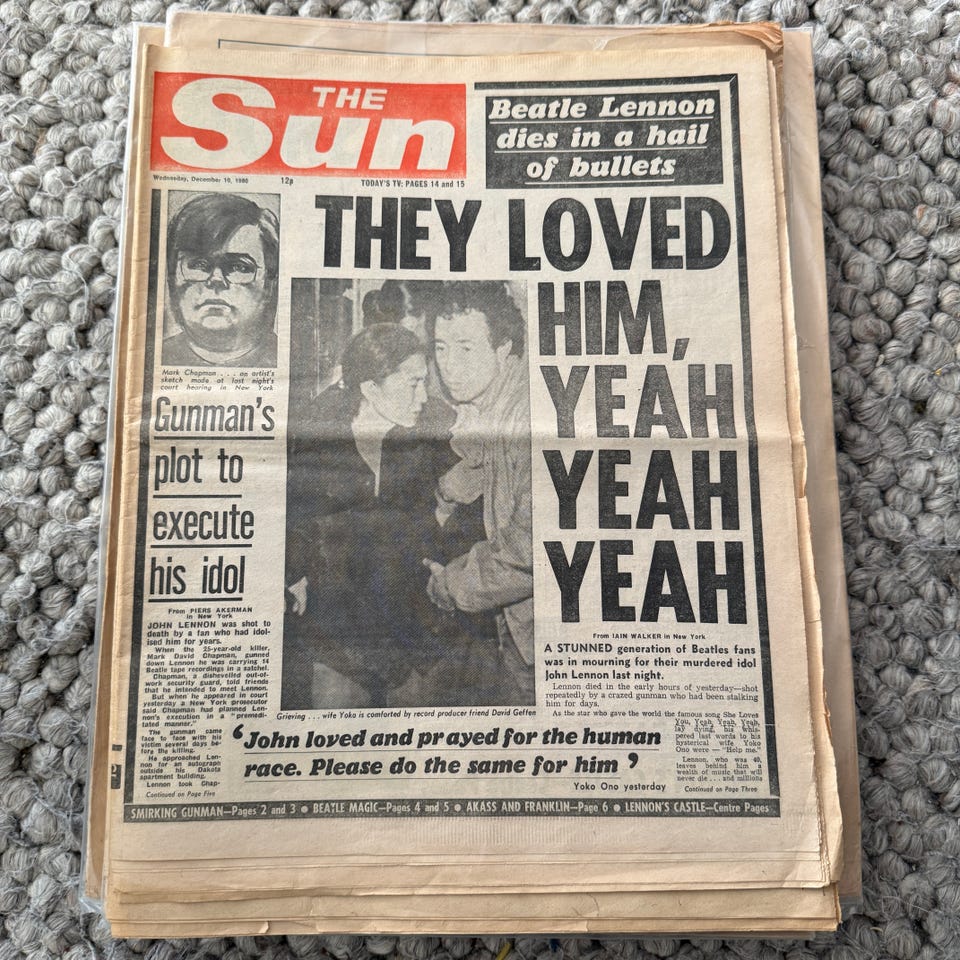 THE
Sun
Beatle Lennon
dies in a hail
of bullets
Wednesday, December 10, 1980
12p
TODAY'S TV: PAGES 14 and 15
THEY LOVED
HIM,
YEAH
YEAH
YEAH
Mark Chapman . . . an artist's
sketch made at last night's
court hearing in New York
Gunman's
plot to
execute
his idol
From PIERS AKERMAN
in New York
JOHN LENNON was shot to
death by a fan who had idol-
ised him for years.
When the 25-year-old killer,
Mark David Chapman, gunned
down Lennon he was carrying 14
Beatle tape recordings in a satchel.
Chapman, a dishevelled out-of-
work security guard, told friends
that he intended to meet Lennon.
But when he appeared in court
yesterday a New York prosecutor
said Chapman had planned Len-
non's execution in a "premedi-
tated manner."
The gunman came
face to face with his
victim several days be-
fore the killing.
He approached Len-
non for an autograph
outside his Dakota
apartment building.
Lennon took Chap-
Continued on Page Five
Grieving . . . wife Yoko is comforted by record producer friend David Geffen
'John loved and prayed for the human
race. Please do the same for him'
Yoko Ono yesterday
From IAIN WALKER in New York
A STUNNED generation of Beatles fans
was in mourning for their murdered idol
John Lennon last night.
Lennon died in the early hours of yesterday—shot
repeatedly by a crazed gunman who had been stalking
him for days.
As the star who gave the world the famous song She Loves
You, Yeah, Yeah, Yeah,
lay dying, his whis-
pered last words to his
hysterical wife Yoko
Ono were — "Help me."
Lennon, who was 40,
leaves behind him a
wealth of music that will
never die . . . and millions
Continued on Page Three
SMIRKING GUNMAN—Pages 2 and 3 ● BEATLE MAGIC—Pages 4 and 5 ● AKASS AND FRANKLIN—Page 6 ● LENNON'S CASTLE—Centre Pages